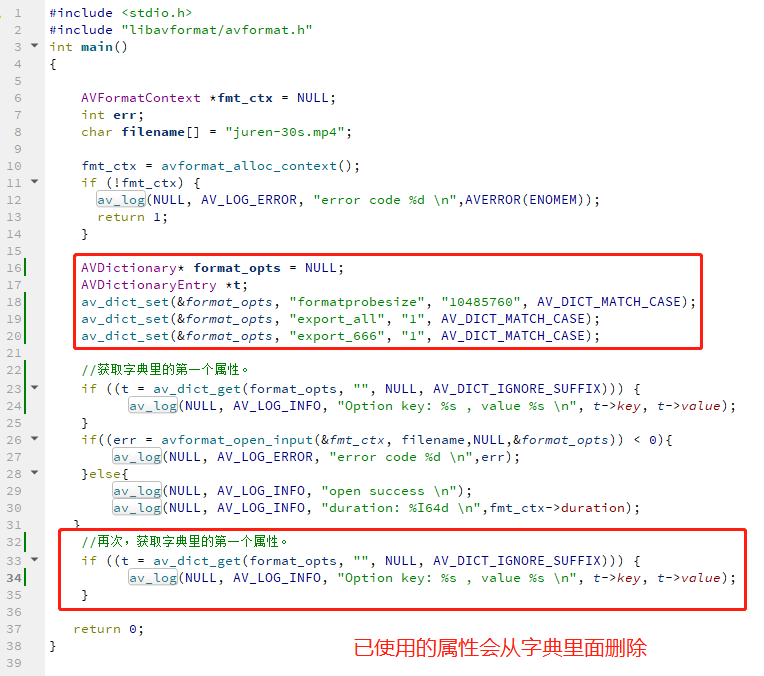 1 #include <stdio.h>
2 #include "libavformat/avformat.h"
3 int main()
4 {
5
6 AVFormatContext *fmt_ctx = NULL;
7 int err;
8 char filename[] = "juren-30s.mp4";
9
10 fmt_ctx = avformat_alloc_context();
11 if (!fmt_ctx) {
12 av_log(NULL, AV_LOG_ERROR, "error code %d \n",AVERROR(ENOMEM));
13 return 1;
14 }
15
16 AVDictionary* format_opts = NULL;
17 AVDictionaryEntry *t;
18 av_dict_set(&format_opts, "formatprobesize", "10485760", AV_DICT_MATCH_CASE);
19 av_dict_set(&format_opts, "export_all", "1", AV_DICT_MATCH_CASE);
20 av_dict_set(&format_opts, "export_666", "1", AV_DICT_MATCH_CASE);
21
22 //获取字典里的第一个属性。
23 if ((t = av_dict_get(format_opts, "", NULL, AV_DICT_IGNORE_SUFFIX))) {
24 av_log(NULL, AV_LOG_INFO, "Option key: %s , value %s \n", t->key, t->value);
25 }
26 if((err = avformat_open_input(&fmt_ctx, filename,NULL,&format_opts)) < 0){
27 av_log(NULL, AV_LOG_ERROR, "error code %d \n",err);
28 }else{
29 av_log(NULL, AV_LOG_INFO, "open success \n");
30 av_log(NULL, AV_LOG_INFO, "duration: %I64d \n",fmt_ctx->duration);
31 }
32 //再次，获取字典里的第一个属性。
33 if ((t = av_dict_get(format_opts, "", NULL, AV_DICT_IGNORE_SUFFIX))) {
34 av_log(NULL, AV_LOG_INFO, "Option key: %s , value %s \n", t->key, t->value);
35 }
36
37 return 0;
38 }
39
已使用的属性会从字典里面删除